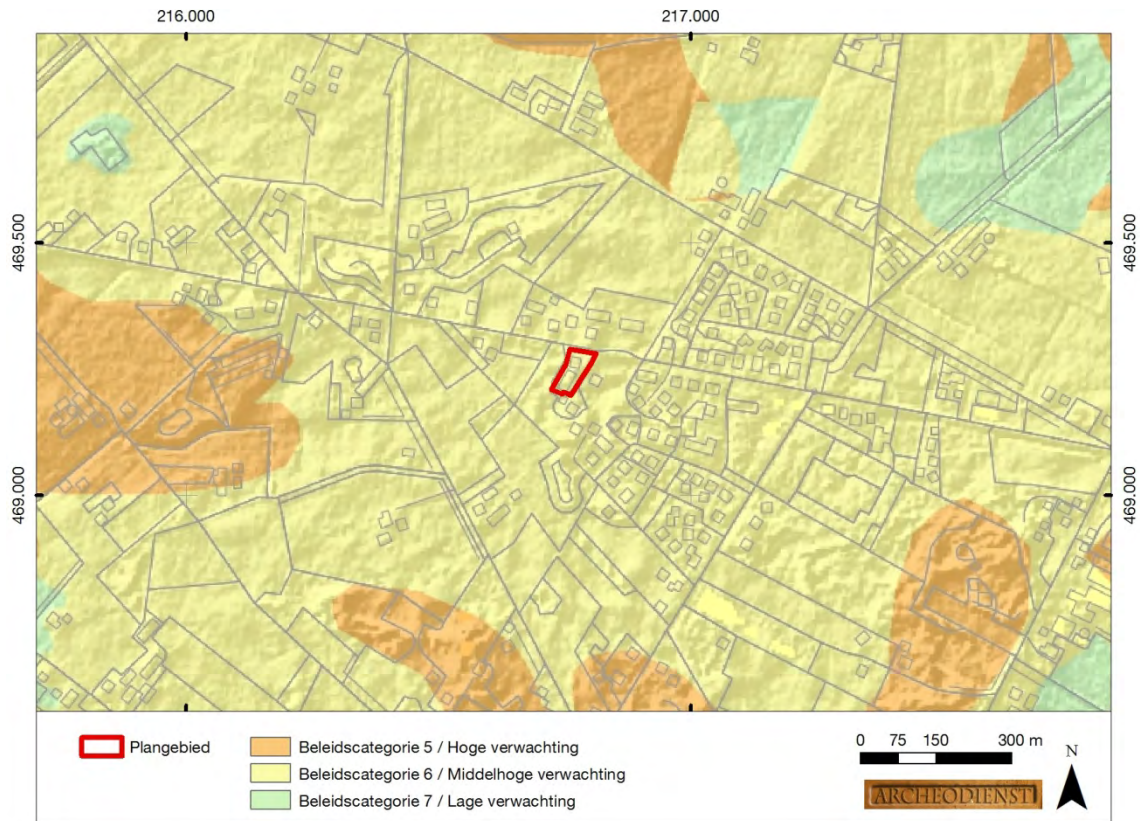 216.000 217.000
469.500 469.500
469.000 469.000
Plangebied
Beleidscategorie 5 / Hoge verwachting
Beleidscategorie 6 / Middelhoge verwachting
Beleidscategorie 7 / Lage verwachting
0 75 150 300 m
N
ARCHEODIENST